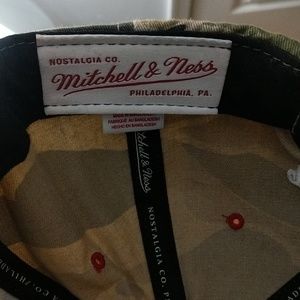 NOSTALGIA CO.
Mitchell & Ness
PHILADELPHIA, PA.
MADE IN BANGLADESH
FABRIQUÉ AU BANGLADESH
HECHO EN BANGLADESH
Mitchell & Ness
NOSTALGIA CO.